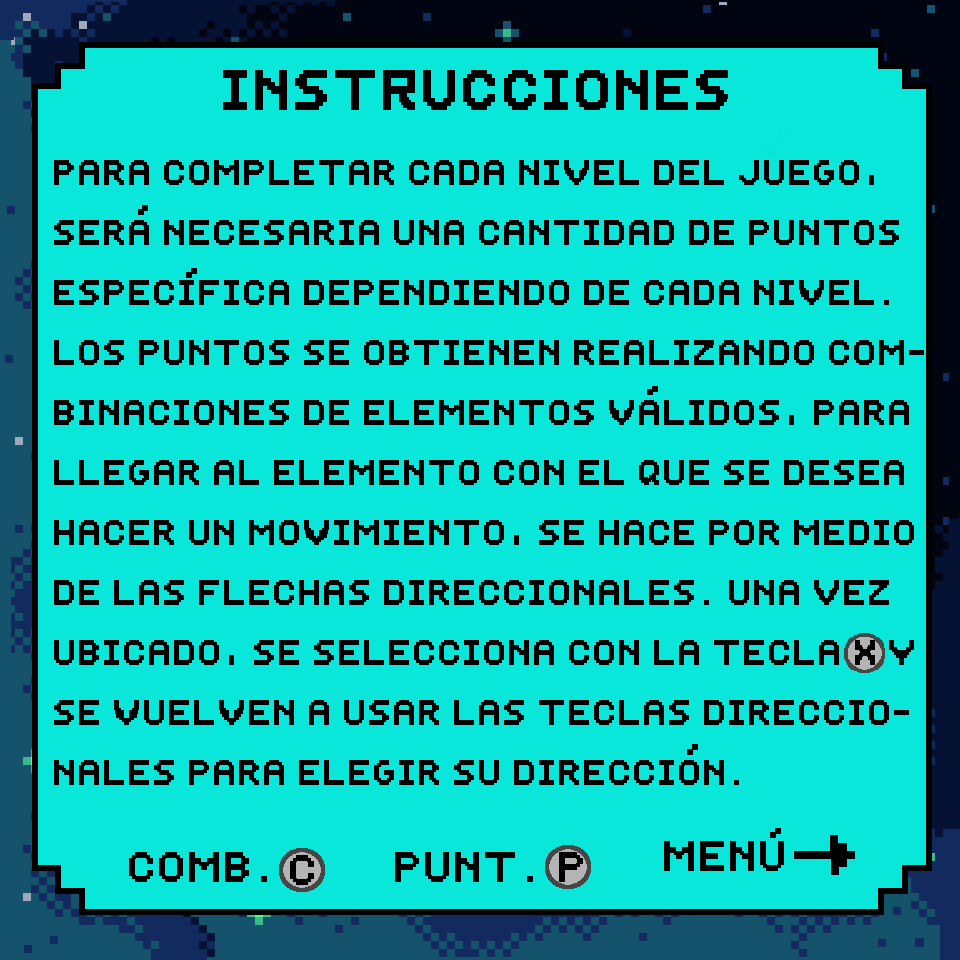 INSTRUCCIONES
PARA COMPLETAR CADA NIVEL DEL JUEGO,
SERÁ NECESARIA UNA CANTIDAD DE PUNTOS
ESPECÍFICA DEPENDIENDO DE CADA NIVEL.
LOS PUNTOS SE OBTIENEN REALIZANDO COM-
BINACIONES DE ELEMENTOS VÁLIDOS, PARA
LLEGAR AL ELEMENTO CON EL QUE SE DESEA
HACER UN MOVIMIENTO, SE HACE POR MEDIO
DE LAS FLECHAS DIRECCIONALES. UNA VEZ
UBICADO, SE SELECCIONA CON LA TECLA X Y
SE VUELVEN A USAR LAS TECLAS DIRECCIO-
NALES PARA ELEGIR SU DIRECCIÓN.
COMB. C PUNT. P MENÚ